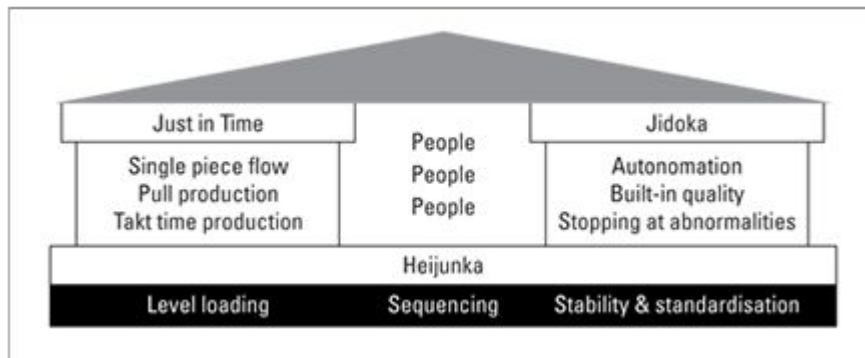 Just in Time
Single piece flow
Pull production
Takt time production
People
People
People
Jidoka
Autonomation
Built-in quality
Stopping at abnormalities
Heijunka
Level loading Sequencing Stability & standardisation